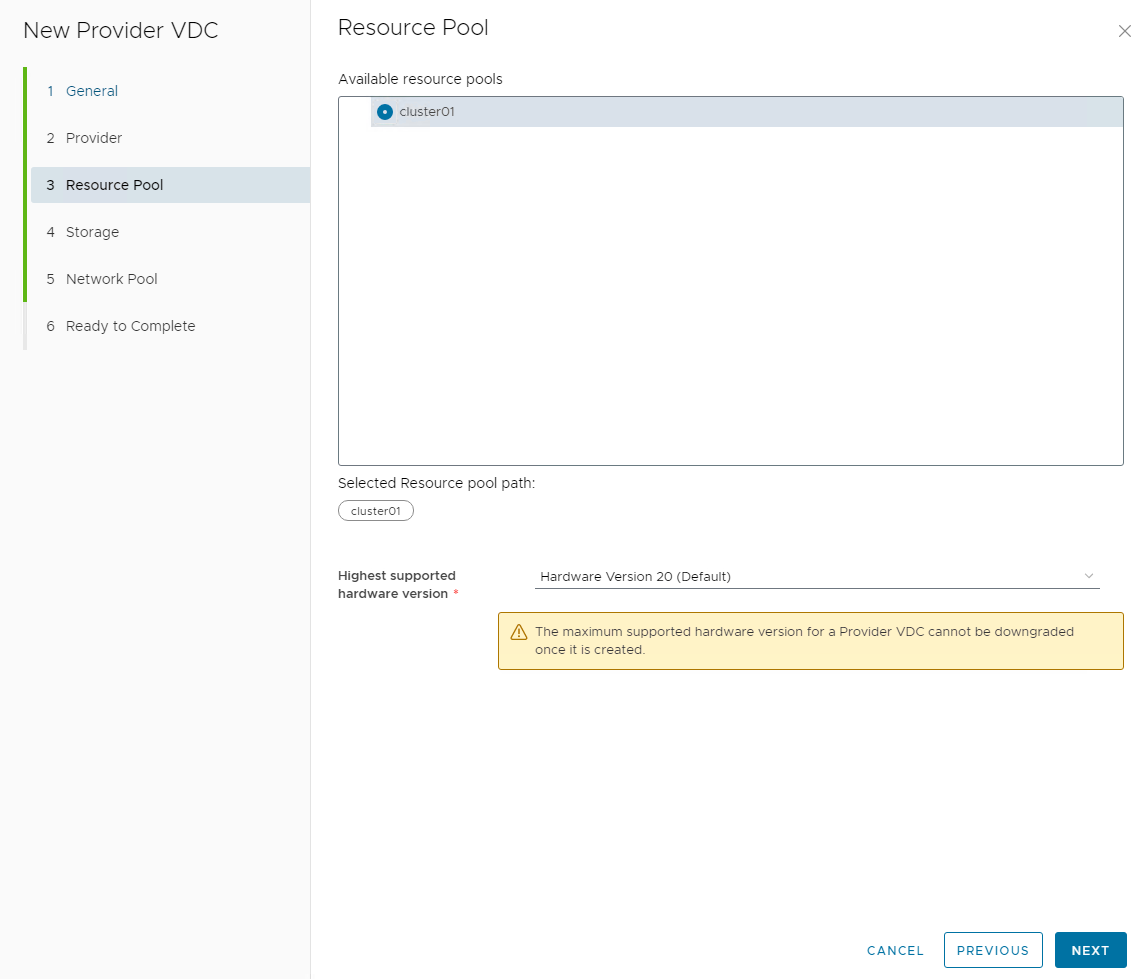 New Provider VDC
1 General
2 Provider
3 Resource Pool
4 Storage
5 Network Pool
6 Ready to Complete
Resource Pool
Available resource pools
cluster01
Selected Resource pool path:
cluster01
Highest supported
hardware version *
Hardware Version 20 (Default)
The maximum supported hardware version for a Provider VDC cannot be downgraded
once it is created.
CANCEL
PREVIOUS
NEXT